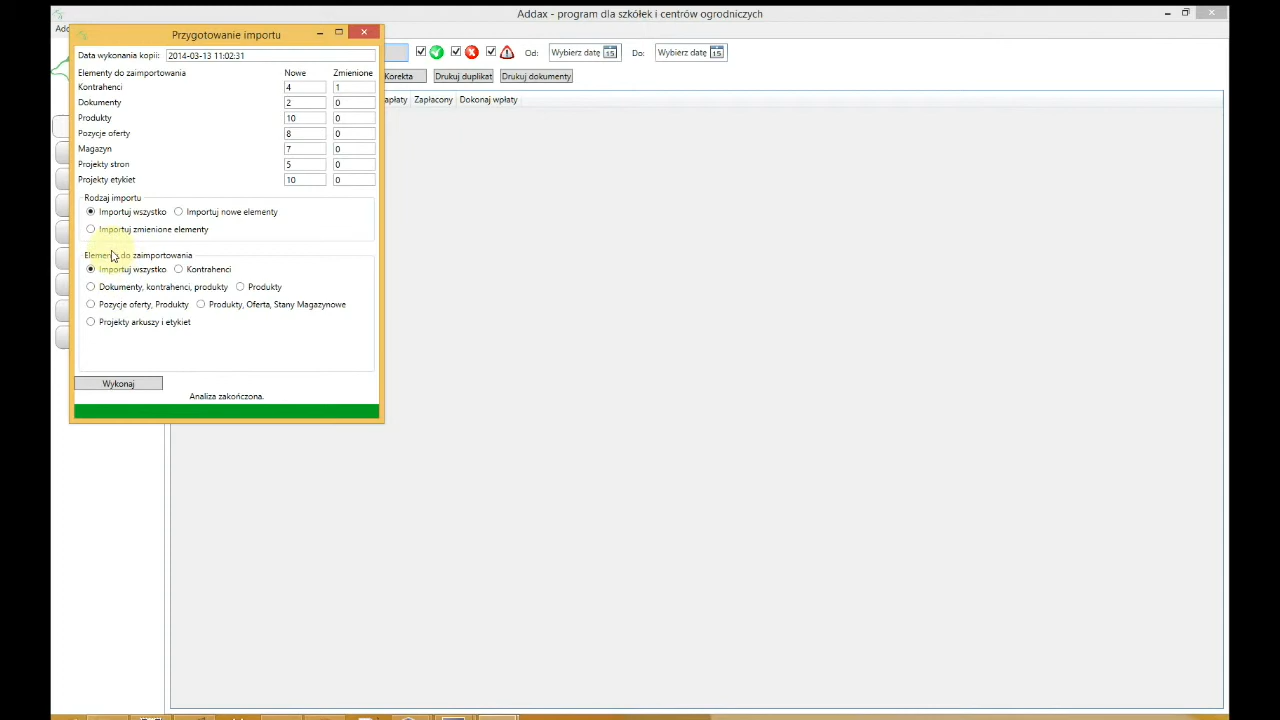 Addax - program dla szkółek i centrów ogrodniczych
Przygotowanie importu
Data wykonania kopii: 2014-03-13 11:02:31
Od: Wybierz datę 15 Do: Wybierz datę 15
Elementy do zaimportowania Nowe Zmienione
Korekta Drukuj duplikat Drukuj dokumenty
Kontrahenci 4 1
Dokumenty 2 0
Zapłacony Dokonaj wpłaty
Produkty 10 0
Pozycje oferty 8 0
Magazyn 7 0
Projekty stron 5 0
Projekty etykiet 10 0
Rodzaj importu
Importuj wszystko Importuj nowe elementy
Importuj zmienione elementy
Elementy do zaimportowania
Importuj wszystko Kontrahenci
Dokumenty, kontrahenci, produkty Produkty
Pozycje oferty, Produkty Produkty, Oferta, Stany Magazynowe
Projekty arkuszy i etykiet
Wykonaj
Analiza zakończona.